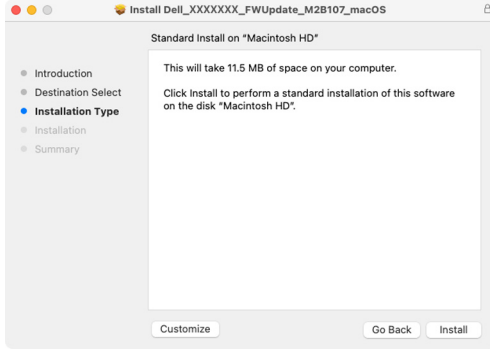 Install Dell_XXXXXXX_FWUpdate_M2B107_macOS
Standard Install on “Macintosh HD”
Introduction
Destination Select
Installation Type
Installation
Summary
This will take 11.5 MB of space on your computer.
Click Install to perform a standard installation of this software
on the disk “Macintosh HD”.
Customize
Go Back
Install